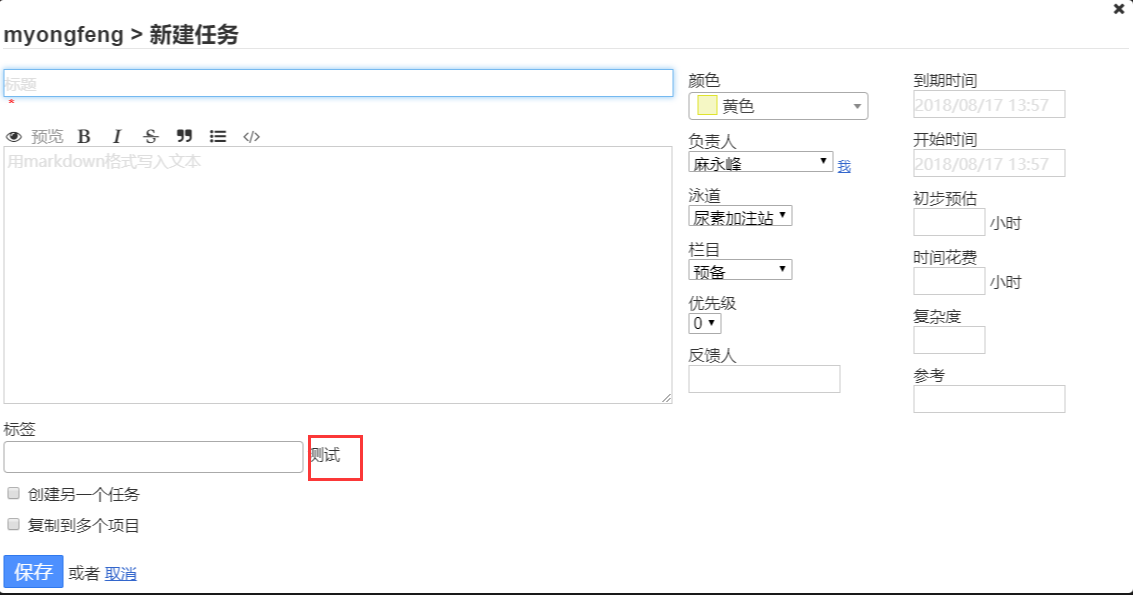 myongfeng > 新建任务
标题
*
预览 B I S
用markdown格式写入文本
标签
测试
创建另一个任务
复制到多个项目
保存 或者 取消
颜色
黄色
负责人
麻永峰 我
泳道
尿素加注站
栏目
预备
优先级
0
反馈人
到期时间
2018/08/17 13:57
开始时间
2018/08/17 13:57
初步预估
小时
时间花费
小时
复杂度
参考